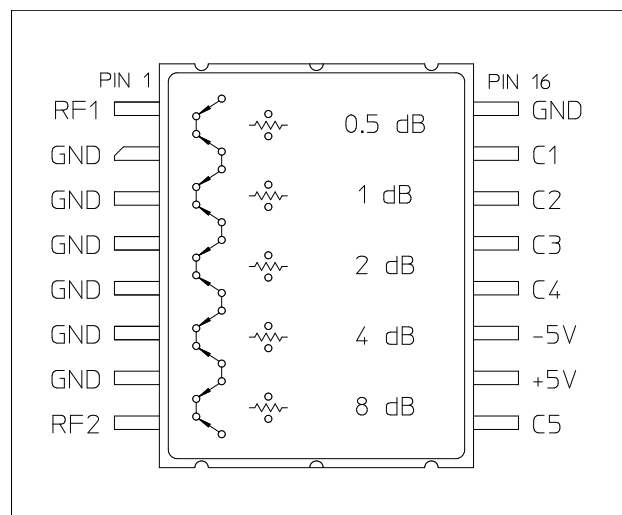 PIN 1 PIN 16
RF1 0.5 dB GND
GND C1
GND 1 dB C2
GND 2 dB C3
GND C4
GND 4 dB -5V
GND +5V
RF2 8 dB C5